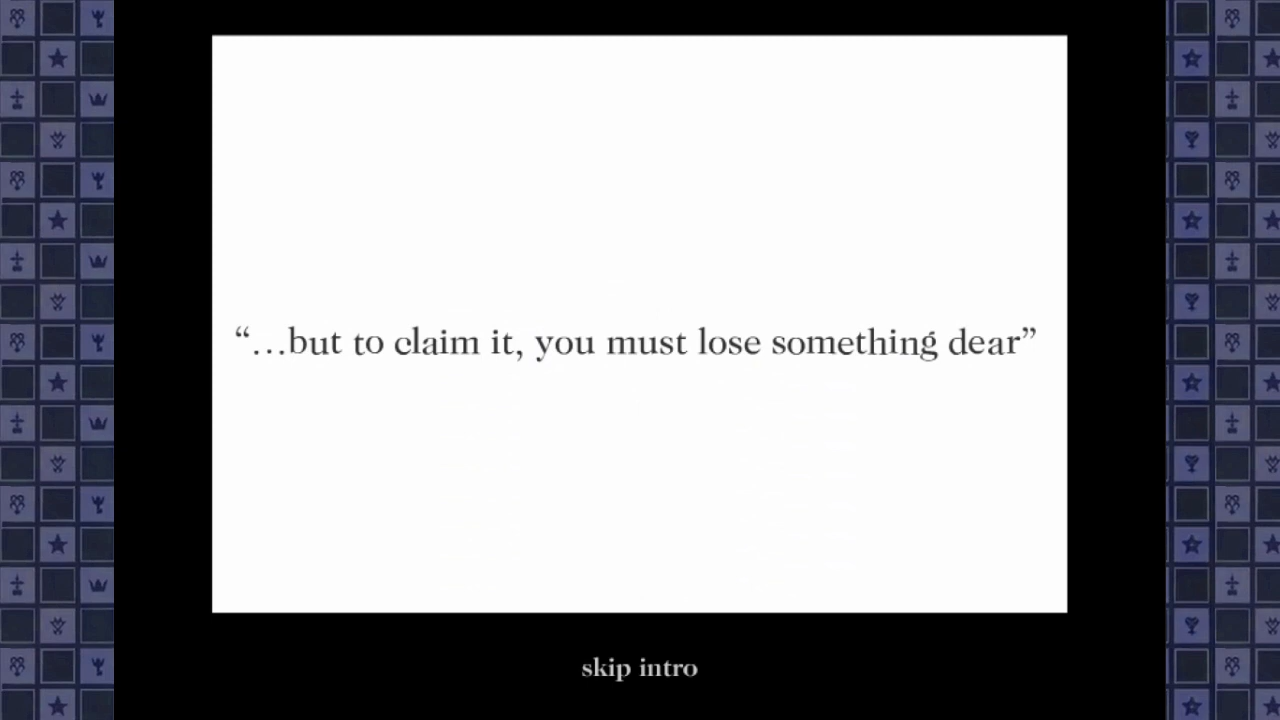 “…but to claim it, you must lose something dear”
skip intro